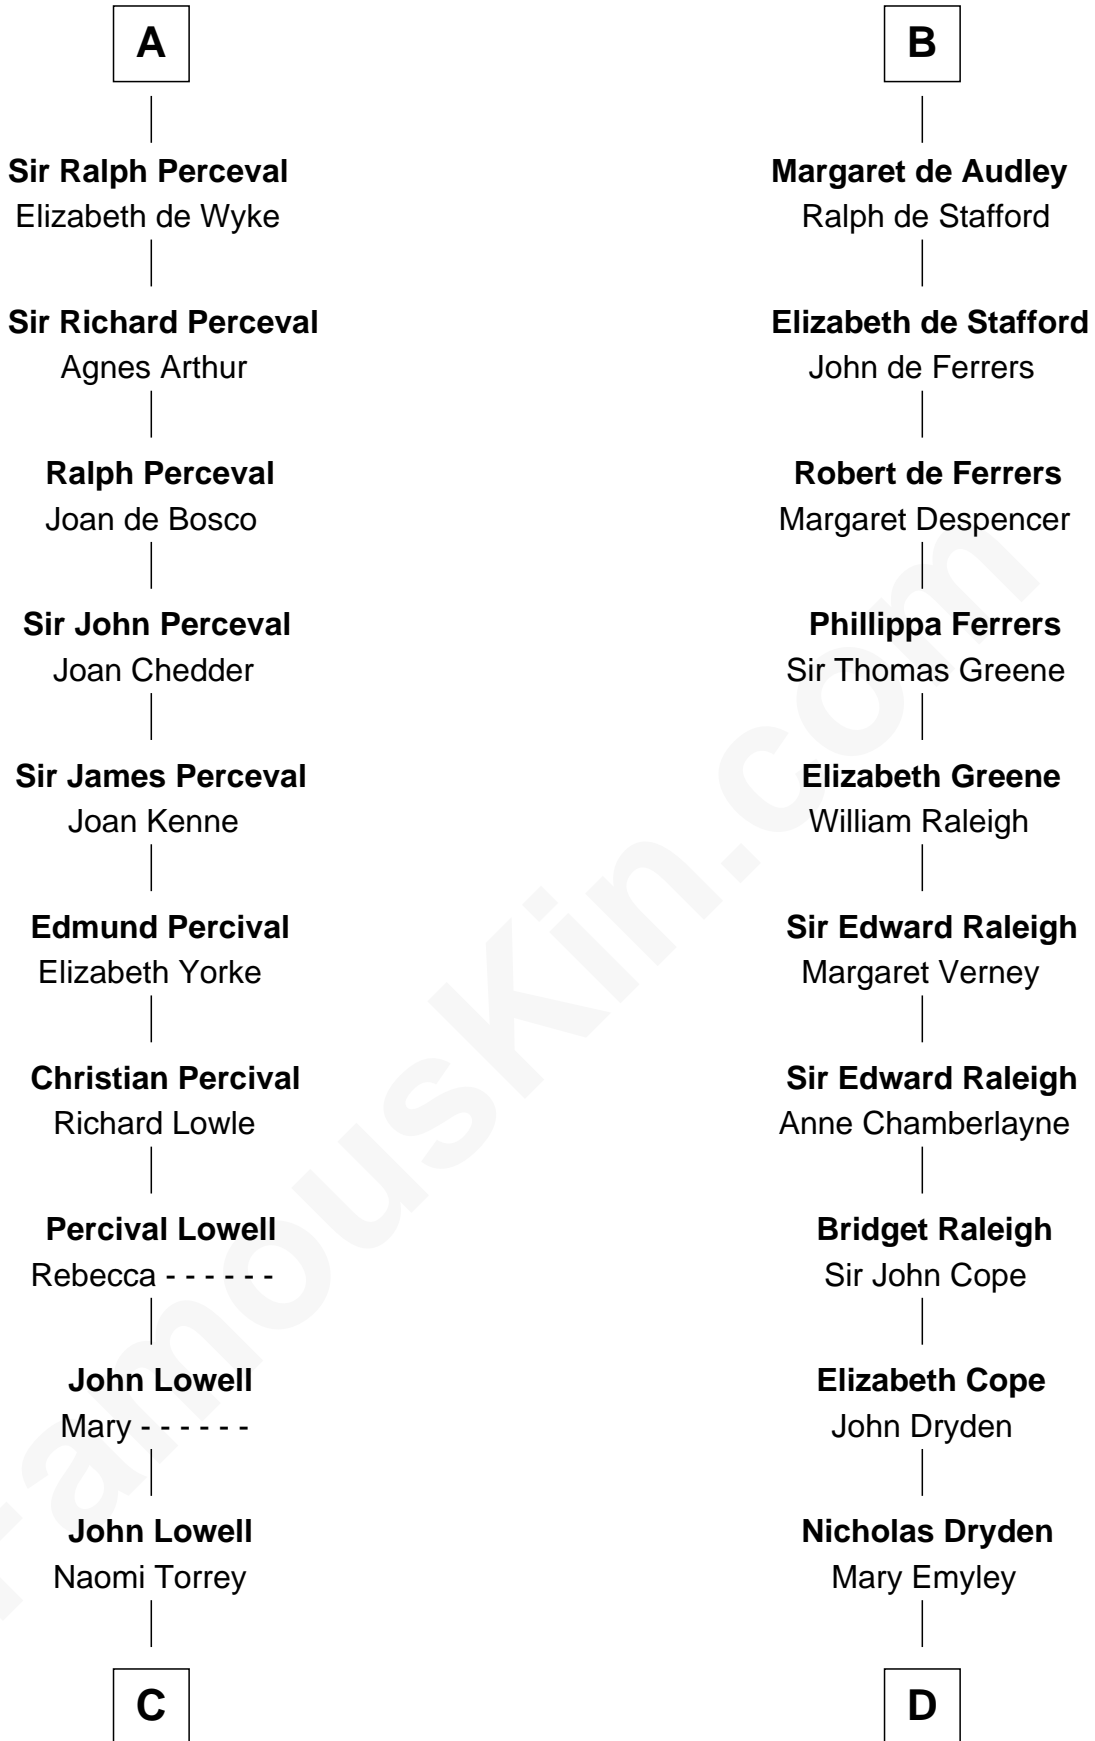 A
Sir Ralph Perceval
Elizabeth de Wyke
Sir Richard Perceval
Agnes Arthur
Ralph Perceval
Joan de Bosco
Sir John Perceval
Joan Chedder
Sir James Perceval
Joan Kenne
Edmund Percival
Elizabeth Yorke
Christian Percival
Richard Lowle
Percival Lowell
Rebecca - - - - - -
John Lowell
Mary - - - - - -
John Lowell
Naomi Torrey
C
B
Margaret de Audley
Ralph de Stafford
Elizabeth de Stafford
John de Ferrers
Robert de Ferrers
Margaret Despencer
Phillippa Ferrers
Sir Thomas Greene
Elizabeth Greene
William Raleigh
Sir Edward Raleigh
Margaret Verney
Sir Edward Raleigh
Anne Chamberlayne
Bridget Raleigh
Sir John Cope
Elizabeth Cope
John Dryden
Nicholas Dryden
Mary Emyley
D
FamousKin.com